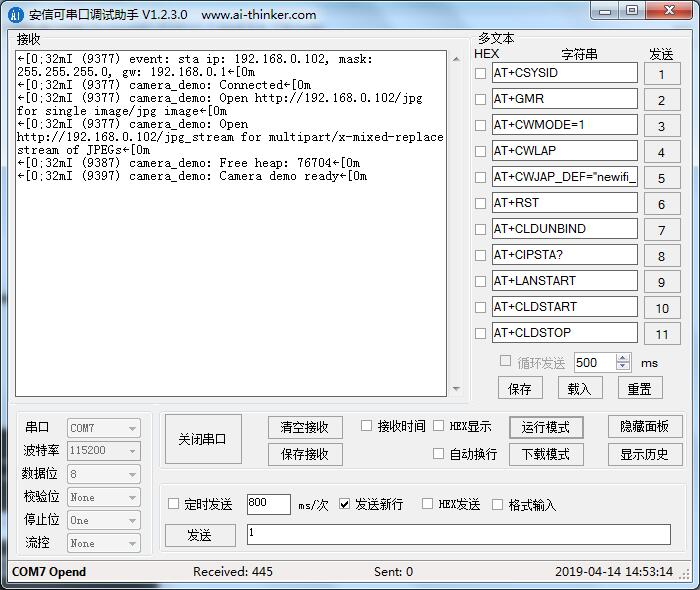 安信可串口调试助手 V1.2.3.0    www.ai-thinker.com
接收
←[0;32mI (9377) event: sta ip: 192.168.0.102, mask:
255.255.255.0, gw: 192.168.0.1←[0m
←[0;32mI (9377) camera_demo: Connected←[0m
←[0;32mI (9377) camera_demo: Open http://192.168.0.102/jpg
for single image/jpg image←[0m
←[0;32mI (9377) camera_demo: Open
http://192.168.0.102/jpg_stream for multipart/x-mixed-replace
stream of JPEGs←[0m
←[0;32mI (9387) camera_demo: Free heap: 76704←[0m
←[0;32mI (9397) camera_demo: Camera demo ready←[0m
多文本
HEX 字符串 发送
AT+CSYSID 1
AT+GMR 2
AT+CWMODE=1 3
AT+CWLAP 4
AT+CWJAP_DEF="newifi_ 5
AT+RST 6
AT+CLDUNBIND 7
AT+CIPSTA? 8
AT+LANSTART 9
AT+CLDSTART 10
AT+CLDSTOP 11
循环发送 500 ms
保存 载入 重置
串口 COM7
波特率 115200
数据位 8
校验位 None
停止位 One
流控 None
关闭串口
清空接收 接收时间 HEX显示 运行模式 隐藏面板
保存接收 自动换行 下载模式 显示历史
定时发送 800 ms/次 发送新行 HEX发送 格式输入
发送 1
COM7 Opend Received: 445 Sent: 0 2019-04-14 14:53:14